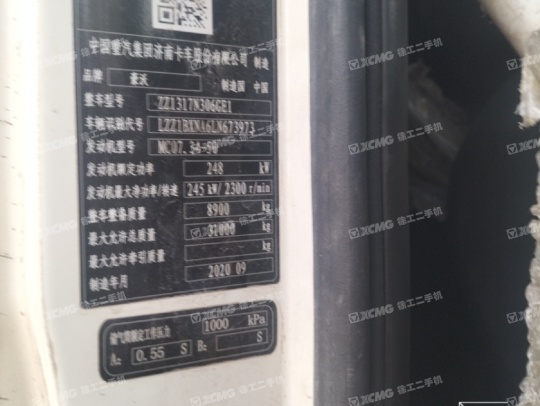 中国重汽集团济南卡车股份有限公司 制造
品牌 豪沃 制造国 中国
整车型号 ZZ1317N306GE1
车辆识别代号 LZZ1BXNA6LN673973
发动机型号 MC07.34-50
发动机额定功率 248 kW
发动机最大净功率/转速 245 kW/ 2300 r/min
整车整备质量 8900 kg
最大允许总质量 31000 kg
最大允许牵引质量 kg
制造年月 2020 09
储气筒额定工作压力 1000 kPa
A₂ 0.55 S B₂ S
XCMG 徐工二手机